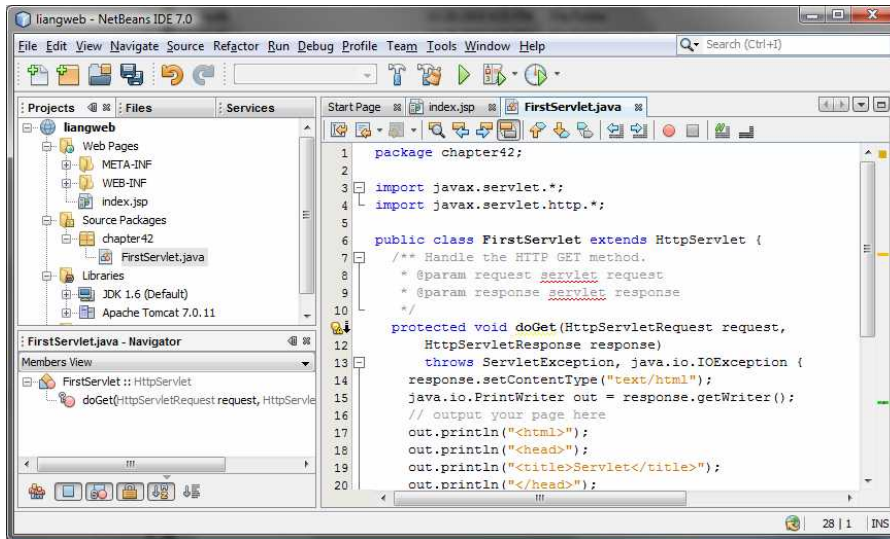 liangweb - NetBeans IDE 7.0
File Edit View Navigate Source Refactor Run Debug Profile Team Tools Window Help
Search (Ctrl+I)
Projects
Files
Services
liangweb
Web Pages
META-INF
WEB-INF
index.jsp
Source Packages
chapter42
FirstServlet.java
Libraries
JDK 1.6 (Default)
Apache Tomcat 7.0.11
FirstServlet.java - Navigator
Members View
FirstServlet :: HttpServlet
doGet(HttpServletRequest request, HttpServle
Start Page index.jsp FirstServlet.java
1 package chapter42;
2
3 import javax.servlet.*;
4 import javax.servlet.http.*;
5
6 public class FirstServlet extends HttpServlet {
7 /** Handle the HTTP GET method.
8 * @param request servlet request
9 * @param response servlet response
10 */
protected void doGet(HttpServletRequest request,
12 HttpServletResponse response)
13 throws ServletException, java.io.IOException {
14 response.setContentType("text/html");
15 java.io.PrintWriter out = response.getWriter();
16 // output your page here
17 out.println("<html>");
18 out.println("<head>");
19 out.println("<title>Servlet</title>");
20 out.println("</head>");
28 | 1 INS